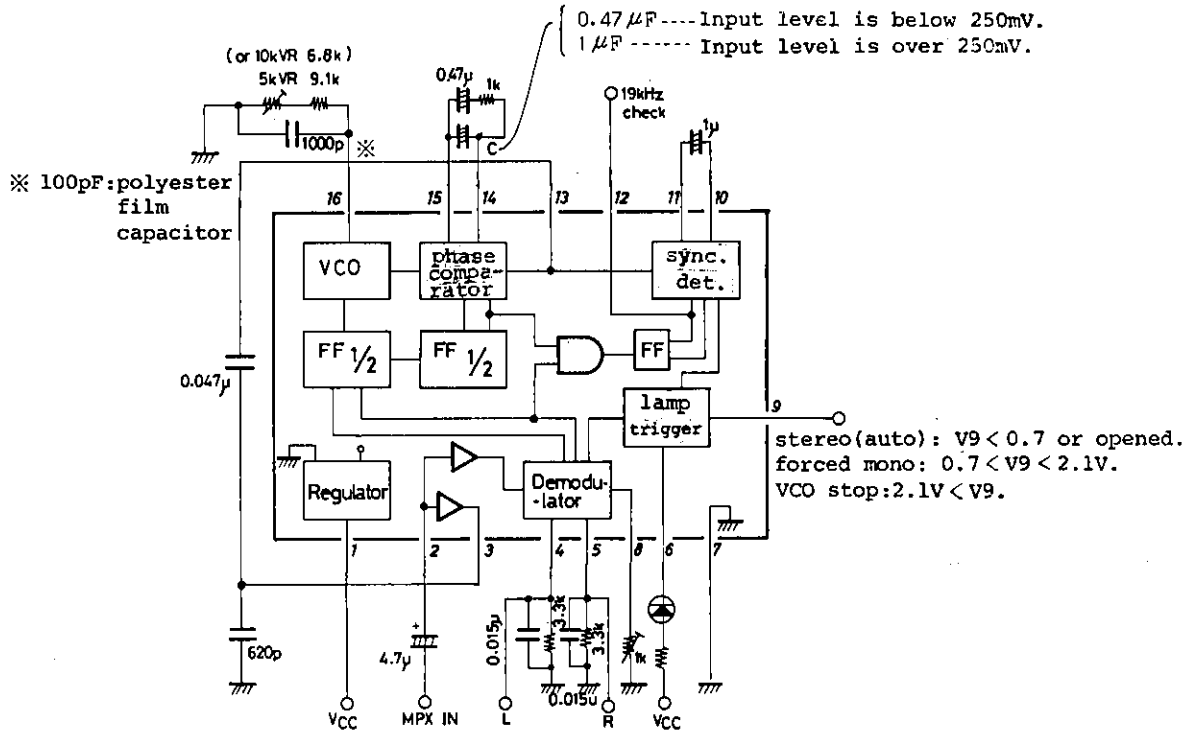 0.47μF----Input level is below 250mV.
1μF------ Input level is over 250mV.
(or 10kVR 6.8k)
5kVR 9.1k
1000p
※
0.47μ
1k
C
19kHz
check
1μ
※ 100pF:polyester
film
capacitor
16
15
14
13
12
11
10
VCO
phase
compa-
rator
sync.
det.
FF 1/2
FF 1/2
FF
0.047μ
lamp
trigger
9
stereo(auto): V9<0.7 or opened.
forced mono: 0.7<V9<2.1V.
VCO stop:2.1V<V9.
Regulator
Demodu-
-lator
1
2
3
4
5
8
6
7
620p
+
4.7μ
0.015μ
3.3k
3.3k
0.015u
1k
VCC
MPX IN
L
R
VCC